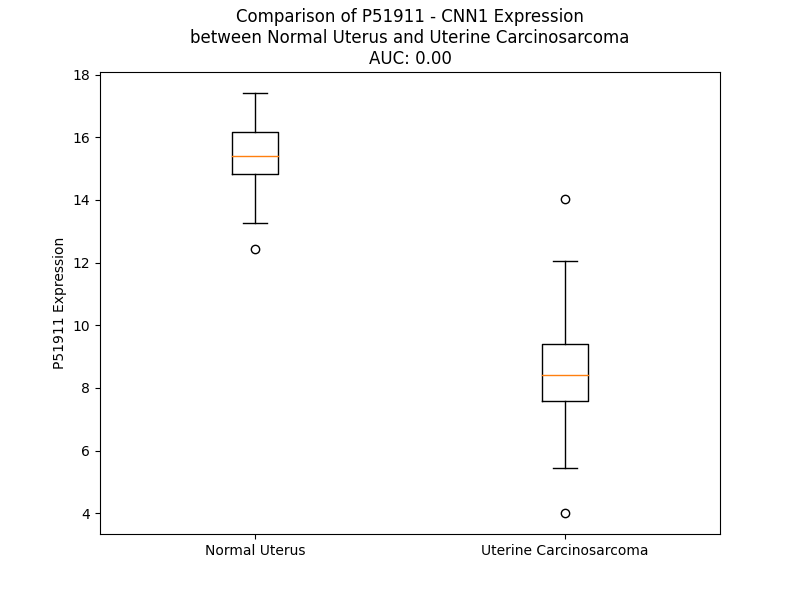 Comparison of P51911 - CNN1 Expression
between Normal Uterus and Uterine Carcinosarcoma
AUC: 0.00
18
16
14
12
10
8
6
4
P51911 Expression
Normal Uterus
Uterine Carcinosarcoma